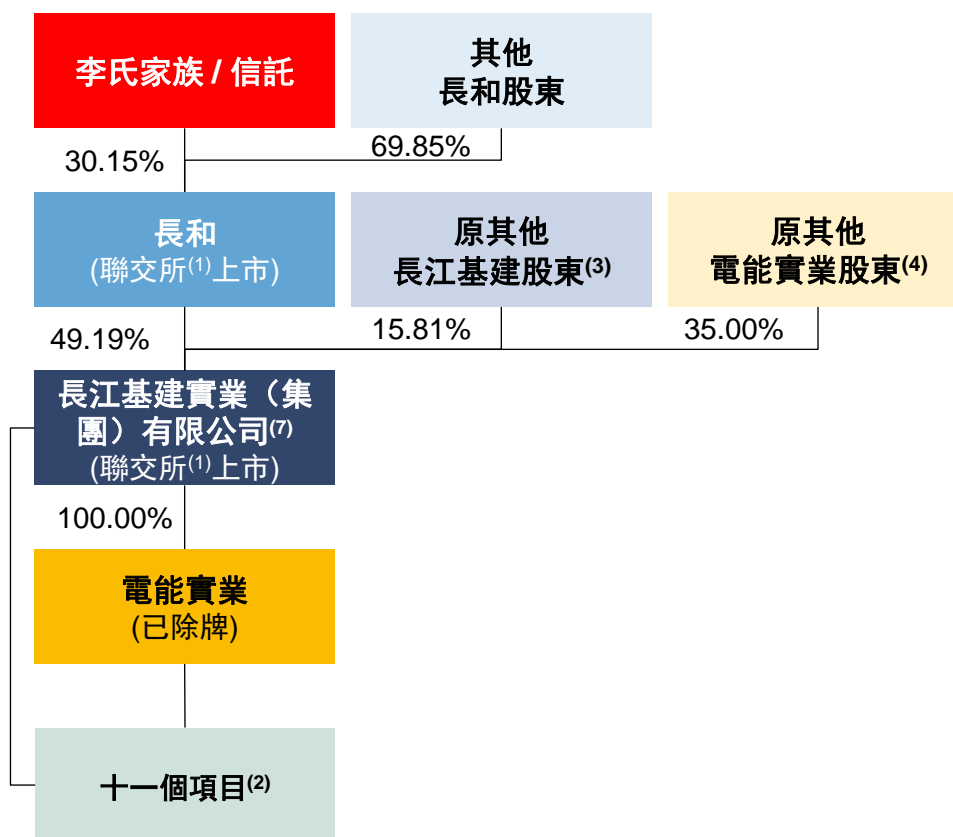 李氏家族 / 信託
其他
長和股東
30.15%
69.85%
長和
(聯交所(1)上市)
原其他
長江基建股東(3)
原其他
電能實業股東(4)
49.19%
15.81%
35.00%
長江基建實業（集
團）有限公司(7)
(聯交所(1)上市)
100.00%
電能實業
(已除牌)
十一個項目(2)